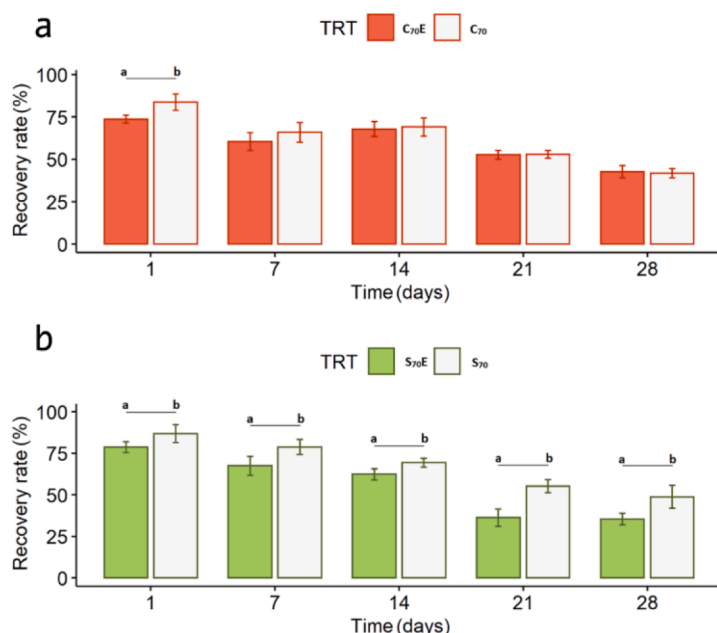 a
TRT C₇₀E C₇₀
Recovery rate (%)
100
75
50
25
0
a b
1 7 14 21 28
Time (days)
b
TRT S₇₀E S₇₀
Recovery rate (%)
100
75
50
25
0
a b a b a b a b a b
1 7 14 21 28
Time (days)